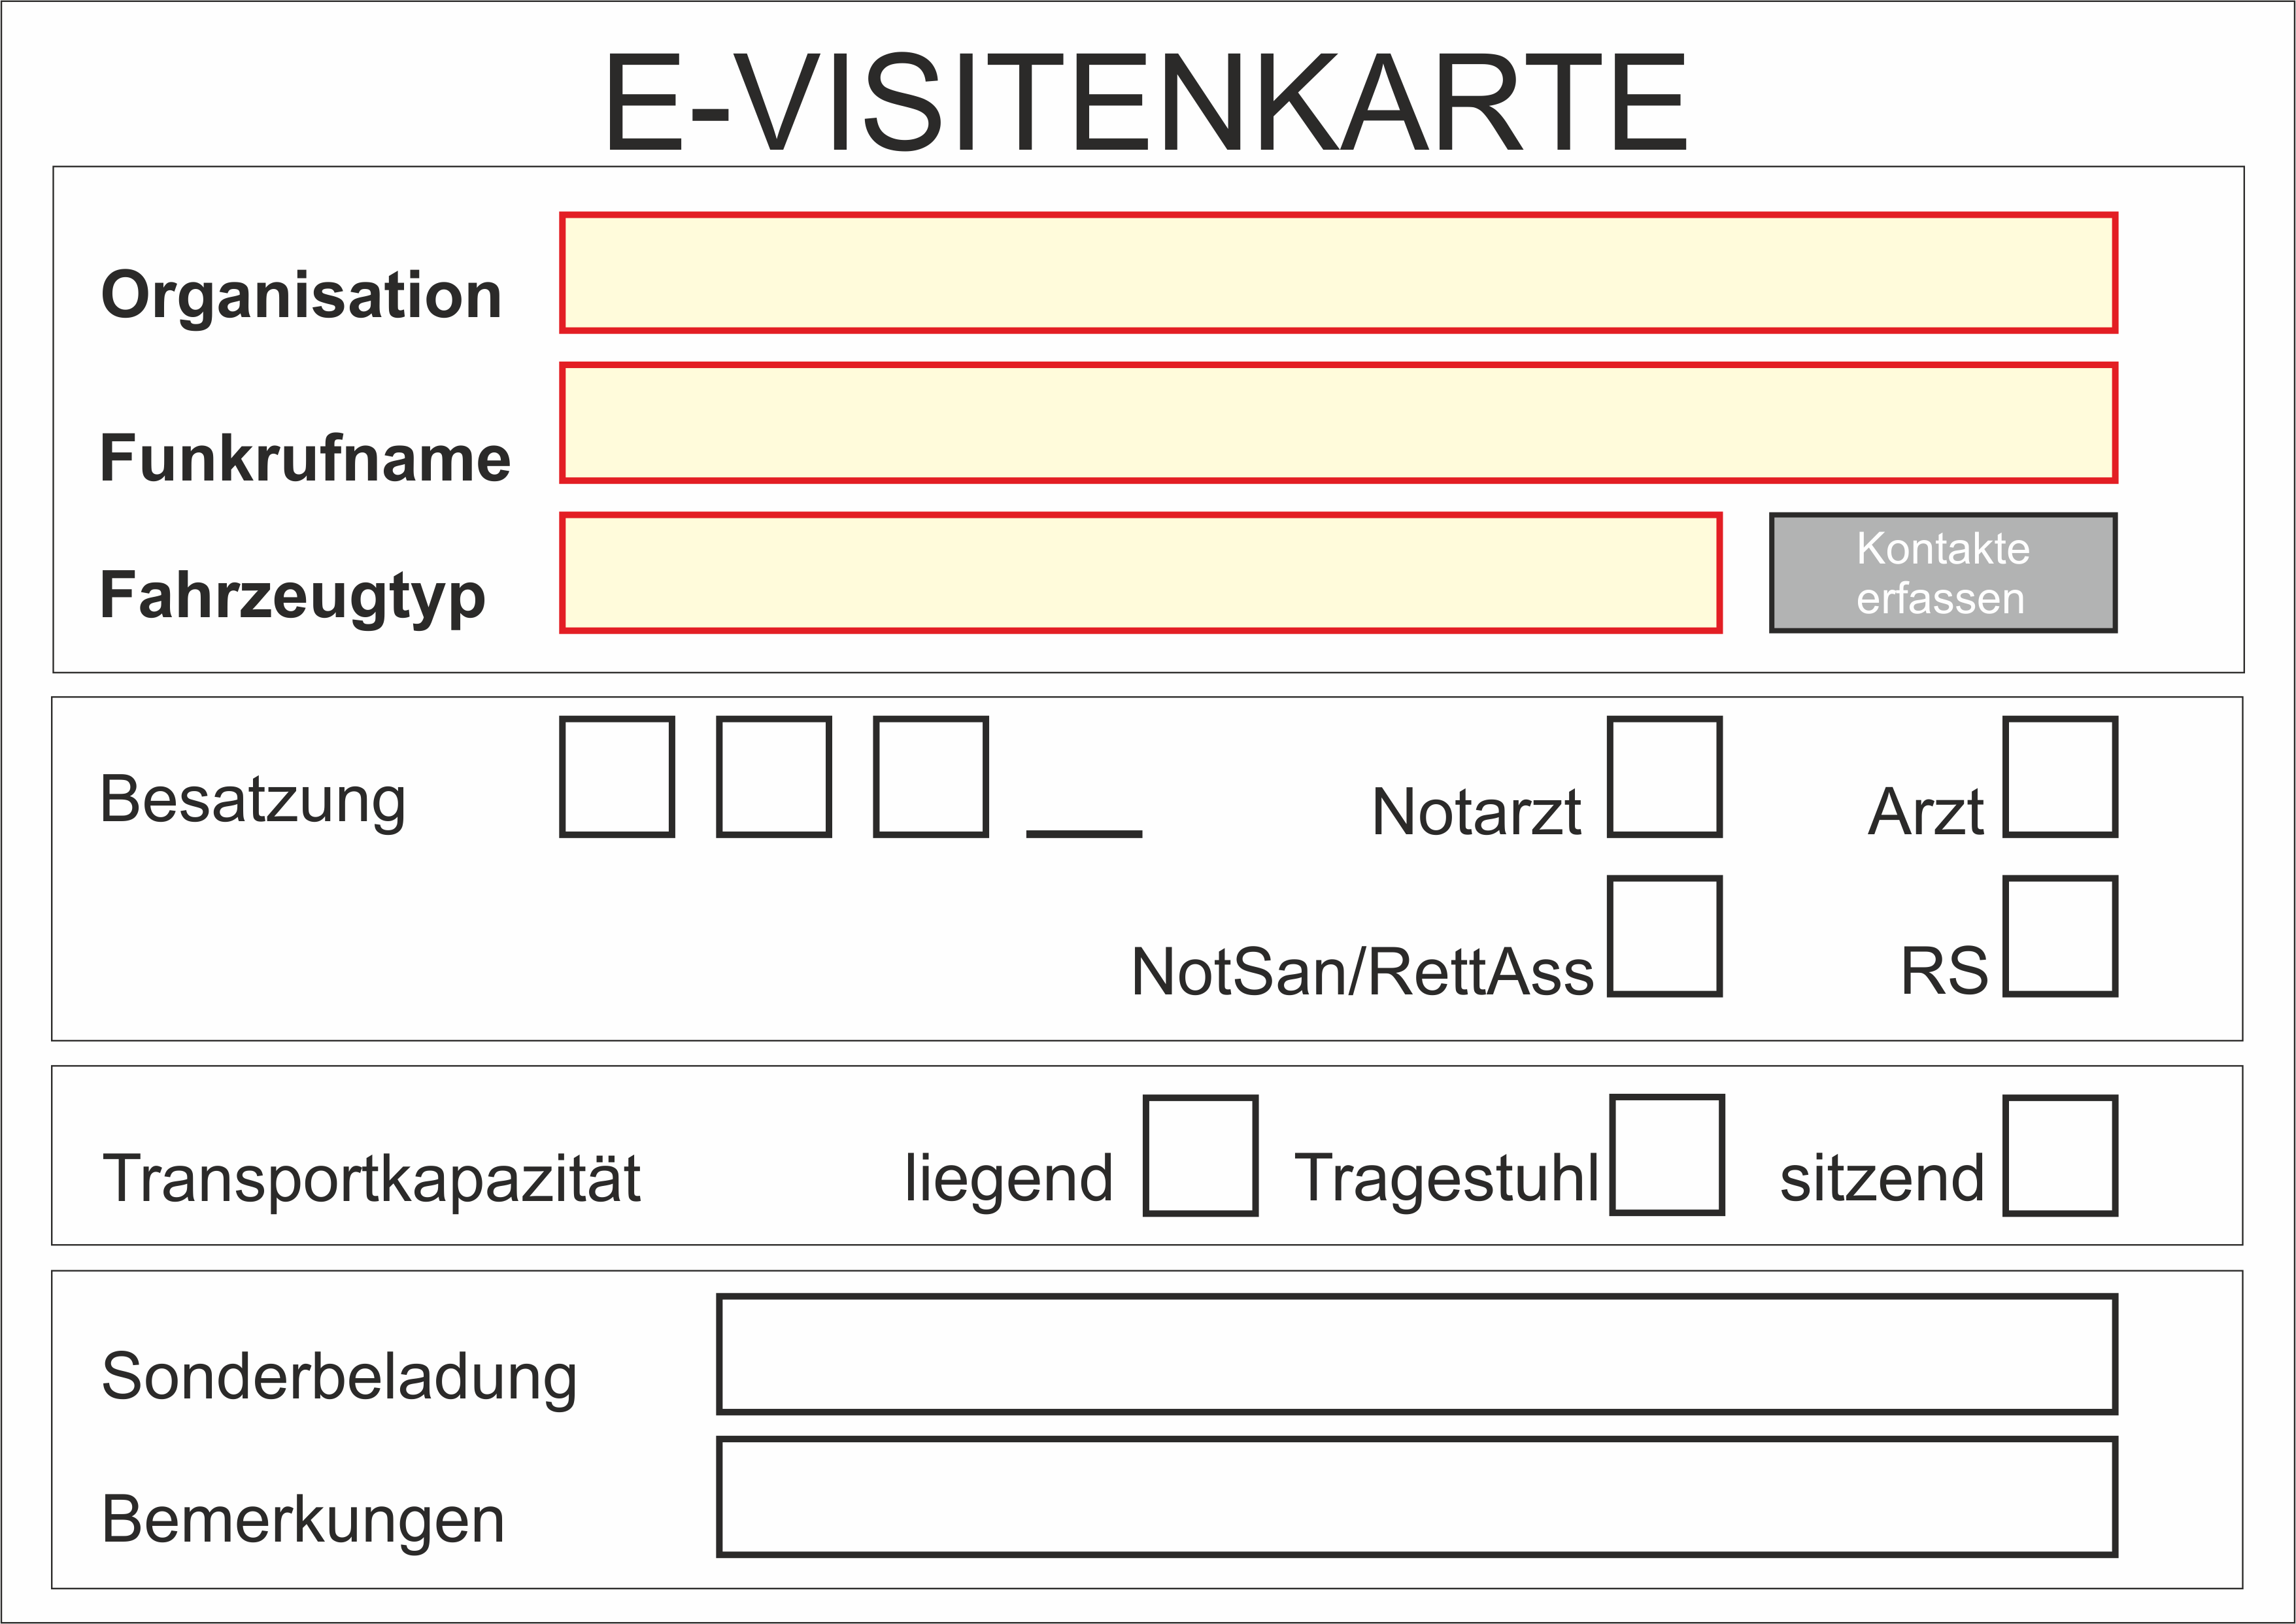 E-VISITENKARTE
Organisation
Funkrufname
Fahrzeugtyp
Kontakte
erfassen
Besatzung
Notarzt
Arzt
NotSan/RettAss
RS
Transportkapazität
liegend
Tragestuhl
sitzend
Sonderbeladung
Bemerkungen